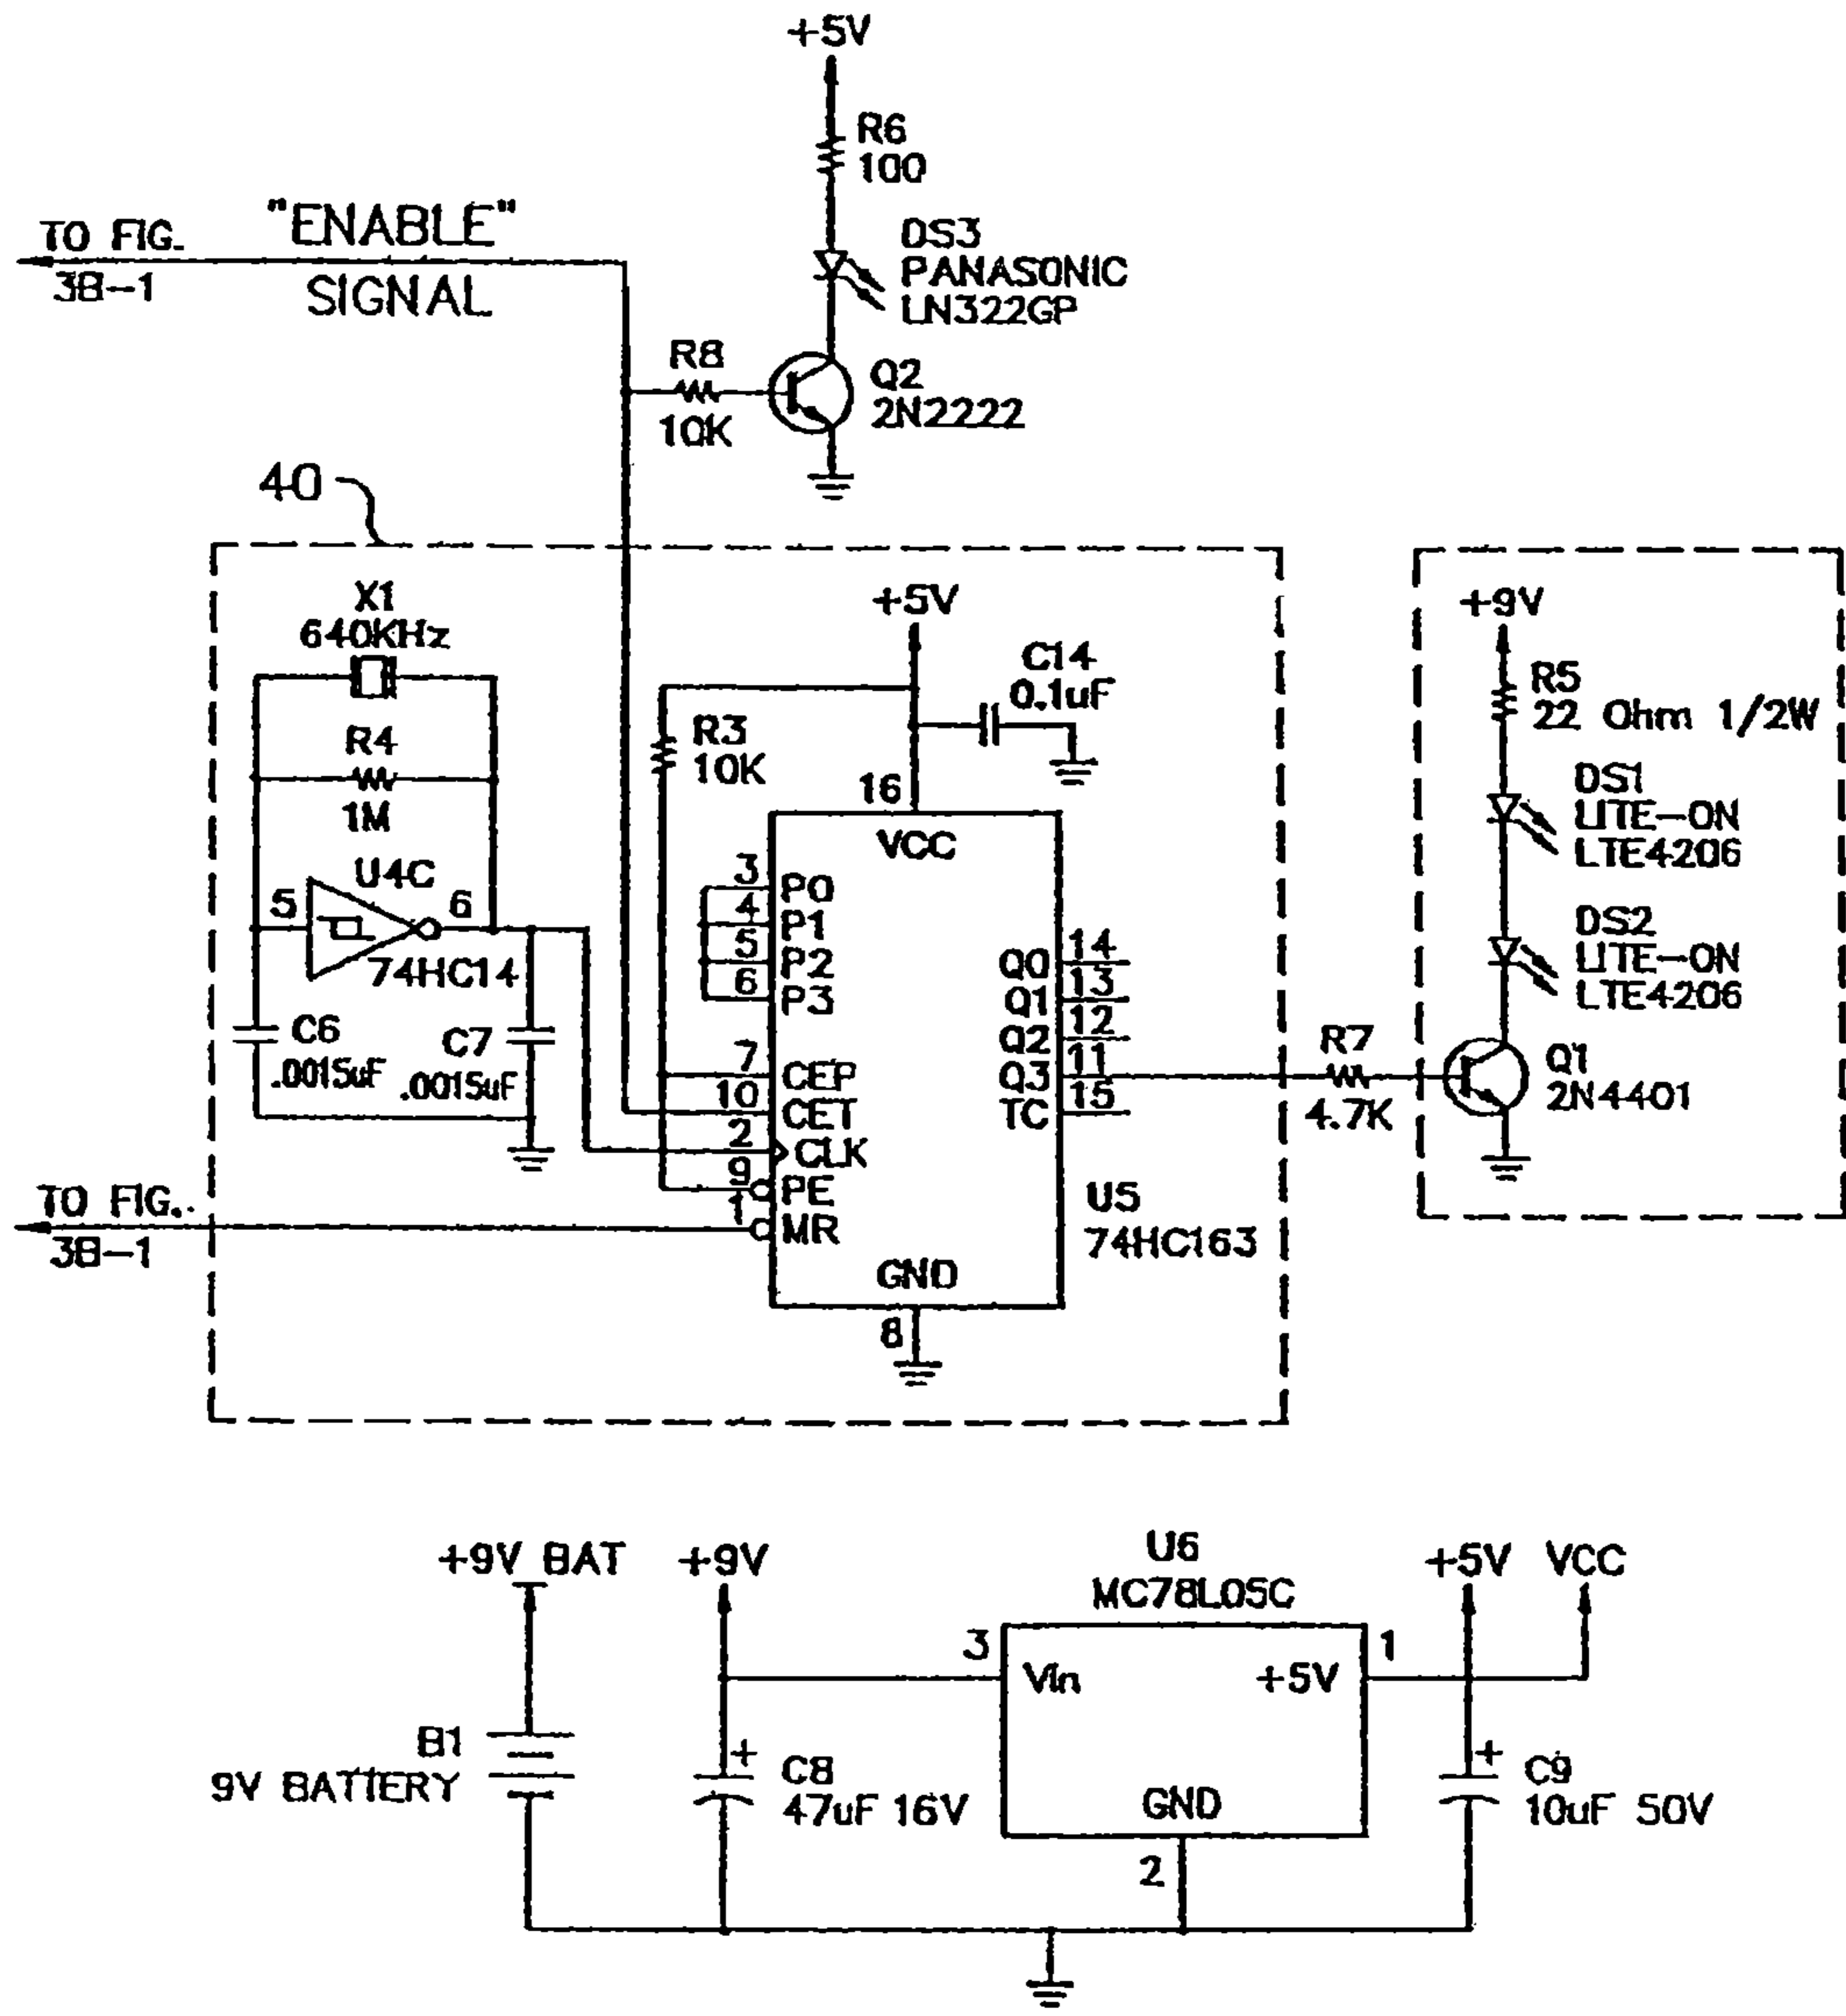 +5V
R6
100
"ENABLE"
SIGNAL
TO FIG.
3B-1
DS3
PANASONIC
LN322GP
R8
10K
Q2
2N2222
40
X1
640KHz
R4
1M
U4C
5
6
74HC14
C6
.0015uF
C7
.0015uF
+5V
C14
0.1uF
R3
10K
16
VCC
3
P0
4
P1
5
P2
6
P3
7
CEP
10
CET
2
CLK
9
PE
1
MR
14
Q0
13
Q1
12
Q2
11
Q3
15
TC
GND
8
U5
74HC163
TO FIG.
3B-1
R7
4.7K
+9V
R5
22 Ohm 1/2W
DS1
LITE-ON
LTE4206
DS2
LITE-ON
LTE4206
Q1
2N4401
+9V BAT
B1
9V BATTERY
+9V
C8
+
47uF 16V
U6
MC78L05C
3
Vin
+5V
1
GND
2
+5V
VCC
+
C9
10uF 50V